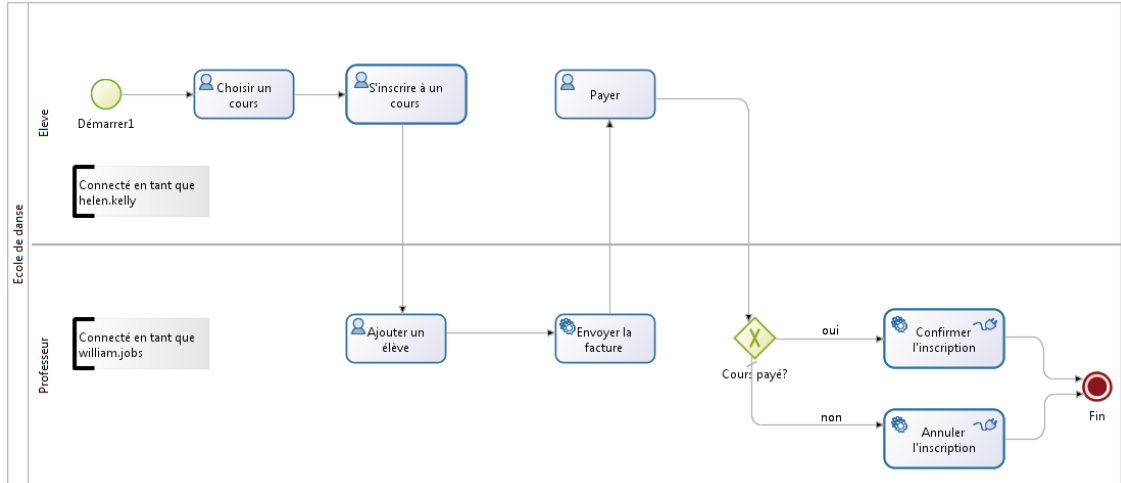 Ecole de danse
Eleve
Démarrer1
Choisir un
cours
S'inscrire à un
cours
Payer
Connecté en tant que
helen.kelly
Professeur
Connecté en tant que
william.jobs
Ajouter un
élève
Envoyer la
facture
Cours payé?
oui
non
Confirmer
l'inscription
Annuler
l'inscription
Fin